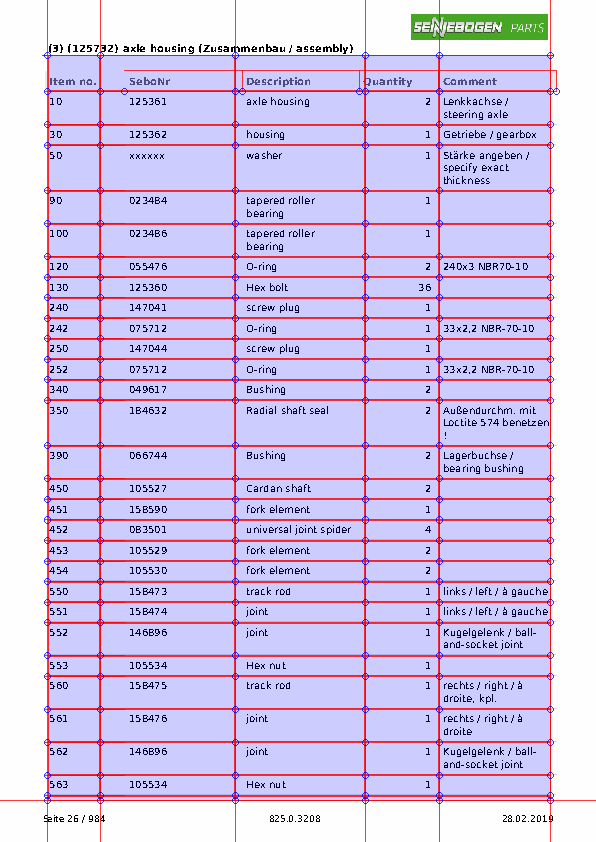 SENNEBOGEN PARTS
(3) (125732) axle housing (Zusammenbau / assembly)
Item no. SeboNr Description Quantity Comment
10 125361 axle housing 2 Lenkkachse /
steering axle
30 125362 housing 1 Getriebe / gearbox
50 xxxxxx washer 1 Stärke angeben /
specify exact
thickness
90 023484 tapered roller 1
bearing
100 023486 tapered roller 1
bearing
120 055476 O-ring 2 240x3 NBR70-10
130 125360 Hex bolt 36
240 147041 screw plug 1
242 075712 O-ring 1 33x2,2 NBR-70-10
250 147044 screw plug 1
252 075712 O-ring 1 33x2,2 NBR-70-10
340 049617 Bushing 2
350 184632 Radial shaft seal 2 Außendurchm. mit
Loctite 574 benetzen
!
390 066744 Bushing 2 Lagerbuchse /
bearing bushing
450 105527 Cardan shaft 2
451 158590 fork element 1
452 083501 universal joint spider 4
453 105529 fork element 2
454 105530 fork element 2
550 158473 track rod 1 links / left / à gauche
551 158474 joint 1 links / left / à gauche
552 146896 joint 1 Kugelgelenk / ball-
and-socket joint
553 105534 Hex nut 1
560 158475 track rod 1 rechts / right / à
droite, kpl.
561 158476 joint 1 rechts / right / à
droite
562 146896 joint 1 Kugelgelenk / ball-
and-socket joint
563 105534 Hex nut 1
Seite 26 / 984 825.0.3208 28.02.2019